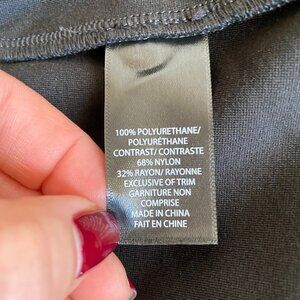 100% POLYURETHANE/
POLYURÉTHANE
CONTRAST/ CONTRASTE
68% NYLON
32% RAYON/ RAYONNE
EXCLUSIVE OF TRIM
GARNITURE NON
COMPRISE
MADE IN CHINA
FAIT EN CHINE